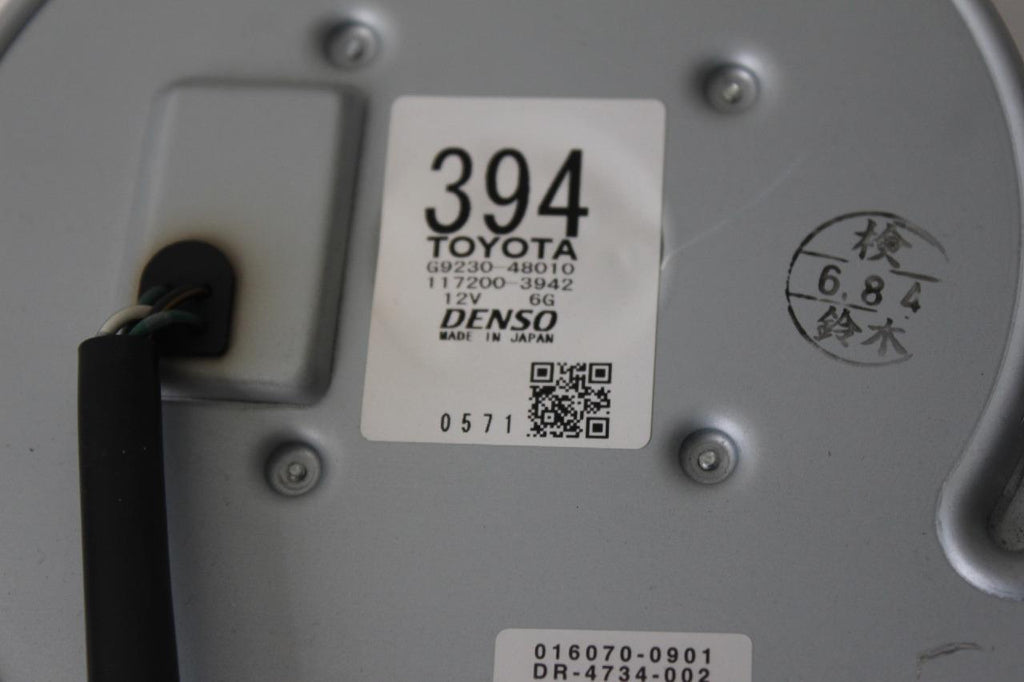 394
TOYOTA
G9230-48010
117200-3942
12V 6G
DENSO
MADE IN JAPAN
0571
検
6.8 4
鈴木
016070-0901
DR-4734-002